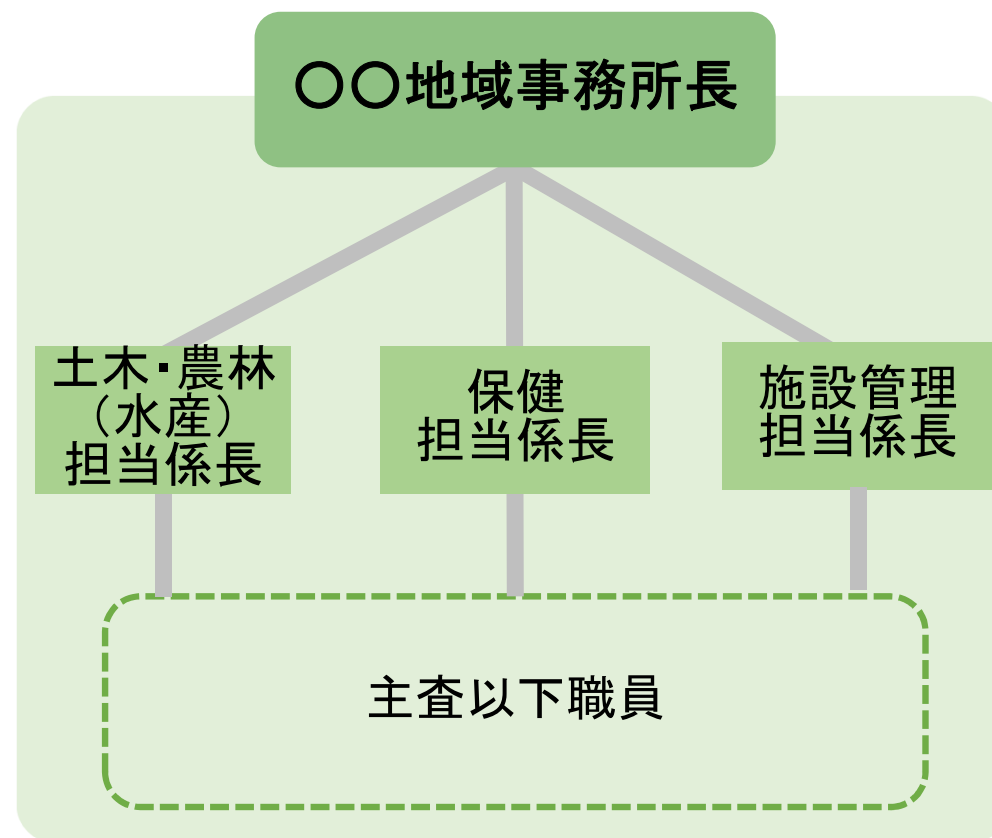 〇〇地域事務所長
土木・農林
（水産）
担当係長
保健
担当係長
施設管理
担当係長
主査以下職員